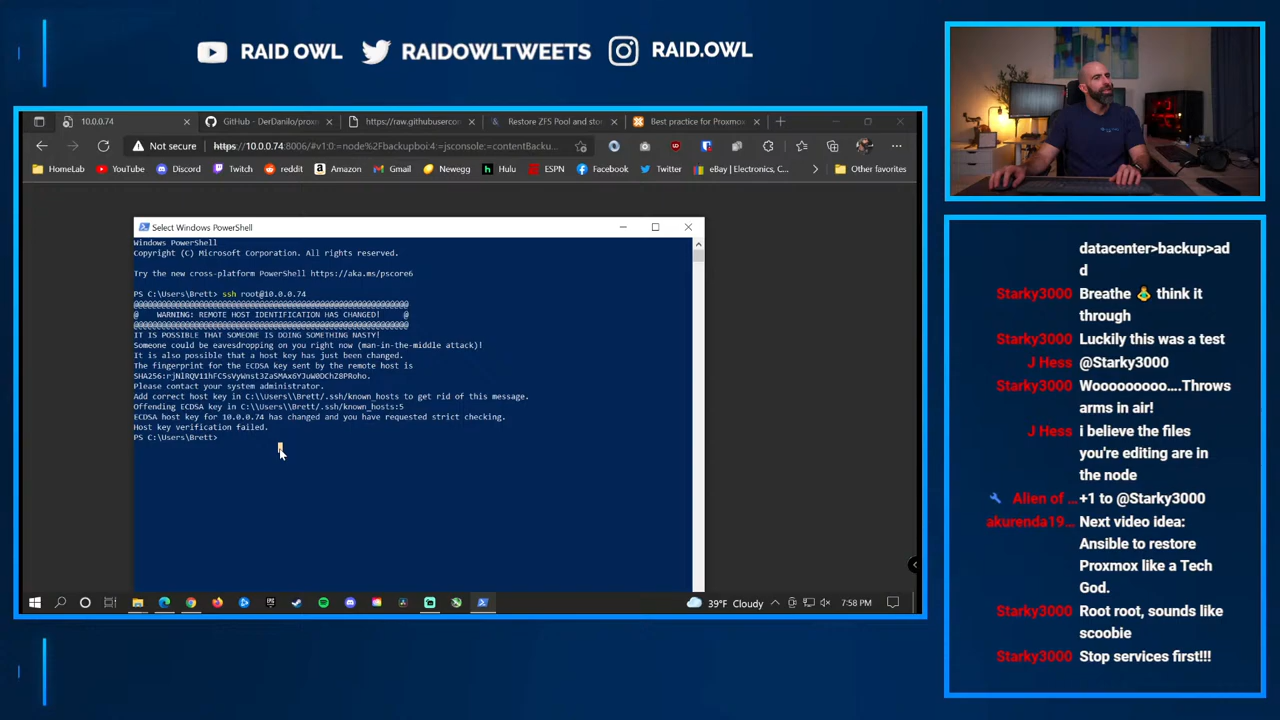 RAID OWL RAIDOWLTWEETS RAID.OWL
10.0.0.74 GitHub - DerDanilo/proxm https://raw.githubuserco Restore ZFS Pool and sto Best practice for Proxmox
Not secure https://10.0.0.74:8006/#v1:0:=node%2Fbackupboi:4:=jsconsole:=contentBacku...
HomeLab YouTube Discord Twitch reddit Amazon Gmail Newegg Hulu ESPN Facebook Twitter eBay | Electronics, C... Other favorites
Select Windows PowerShell
Windows PowerShell
Copyright (C) Microsoft Corporation. All rights reserved.
Try the new cross-platform PowerShell https://aka.ms/pscore6
PS C:\Users\Brett> ssh root@10.0.0.74
@@@@@@@@@@@@@@@@@@@@@@@@@@@@@@@@@@@@@@@@@@@@@@@@@@@@@@@@@@@
@ WARNING: REMOTE HOST IDENTIFICATION HAS CHANGED! @
@@@@@@@@@@@@@@@@@@@@@@@@@@@@@@@@@@@@@@@@@@@@@@@@@@@@@@@@@@@
IT IS POSSIBLE THAT SOMEONE IS DOING SOMETHING NASTY!
Someone could be eavesdropping on you right now (man-in-the-middle attack)!
It is also possible that a host key has just been changed.
The fingerprint for the ECDSA key sent by the remote host is
Please contact your system administrator.
Add correct host key in C:\\Users\\Brett/.ssh/known_hosts to get rid of this message.
Offending ECDSA key in C:\\Users\\Brett/.ssh/known_hosts:5
ECDSA host key for 10.0.0.74 has changed and you have requested strict checking.
Host key verification failed.
PS C:\Users\Brett>
39°F Cloudy 7:58 PM
datacenter>backup>ad
d
Starky3000 Breathe think it
through
Starky3000 Luckily this was a test
J Hess @Starky3000
Starky3000 Wooooooooo....Throws
arms in air!
J Hess i believe the files
you're editing are in
the node
Alien of ... +1 to @Starky3000
akurenda19... Next video idea:
Ansible to restore
Proxmox like a Tech
God.
Starky3000 Root root, sounds like
scoobie
Starky3000 Stop services first!!!